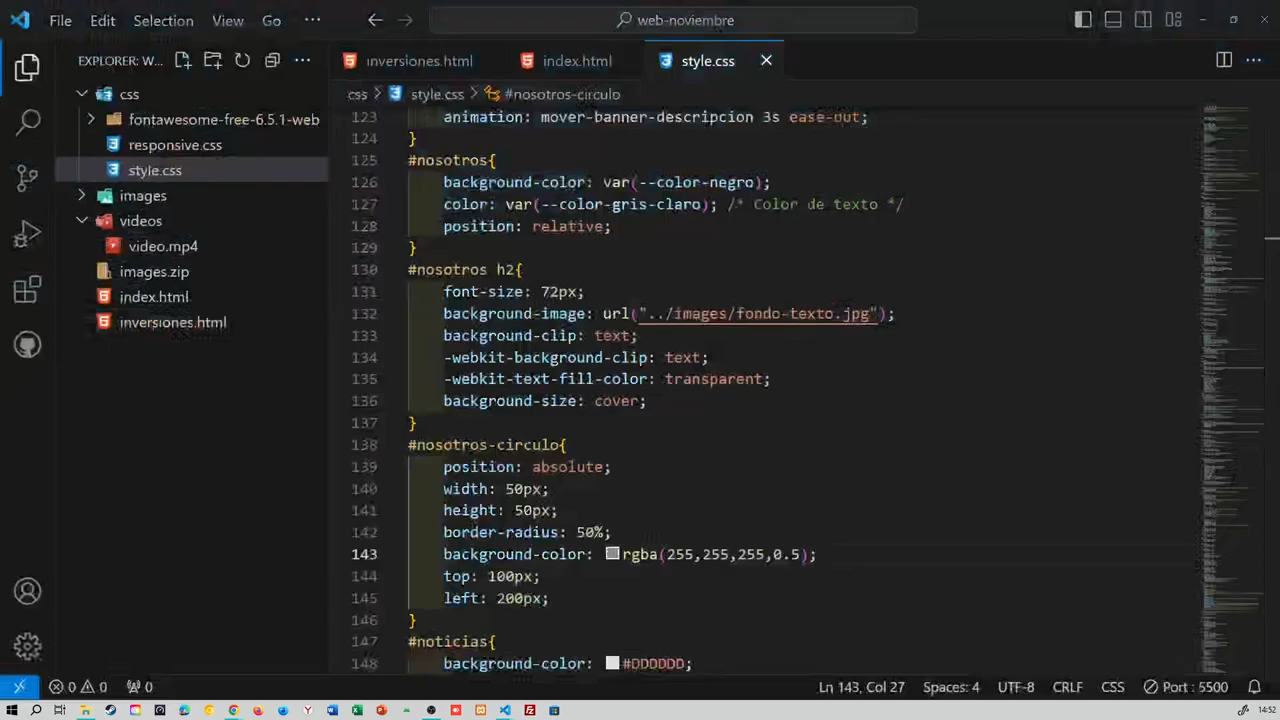 File Edit Selection View Go ··· web-noviembre
EXPLORER: W... ··· inversiones.html index.html style.css ···
css > style.css > #nosotros-circulo
css
fontawesome-free-6.5.1-web
responsive.css
style.css
images
videos
video.mp4
images.zip
index.html
inversiones.html
123 animation: mover-banner-descripcion 3s ease-out;
124 }
125 #nosotros{
126 background-color: var(--color-negro);
127 color: var(--color-gris-claro); /* Color de texto */
128 position: relative;
129 }
130 #nosotros h2{
131 font-size: 72px;
132 background-image: url("../images/fondo-texto.jpg");
133 background-clip: text;
134 -webkit-background-clip: text;
135 -webkit-text-fill-color: transparent;
136 background-size: cover;
137 }
138 #nosotros-circulo{
139 position: absolute;
140 width: 50px;
141 height: 50px;
142 border-radius: 50%;
143 background-color: rgba(255,255,255,0.5);
144 top: 100px;
145 left: 290px;
146 }
147 #noticias{
148 background-color: #DDDDDD;
0 0 0 Ln 143, Col 27 Spaces: 4 UTF-8 CRLF CSS Port : 5500
14:52